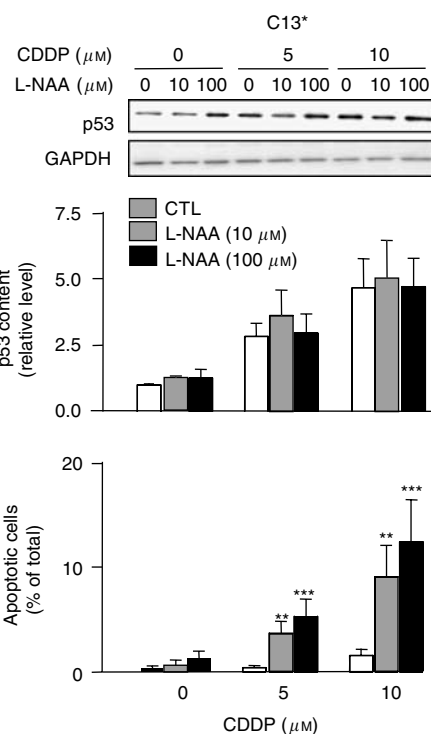 C13*
CDDP (μM) 0 5 10
L-NAA (μM) 0 10 100 0 10 100 0 10 100
p53
GAPDH
7.5
5.0
2.5
0.0
p53 content
(relative level)
CTL
L-NAA (10 μM)
L-NAA (100 μM)
20
10
0
Apoptotic cells
(% of total)
** *** ** ***
0 5 10
CDDP (μM)